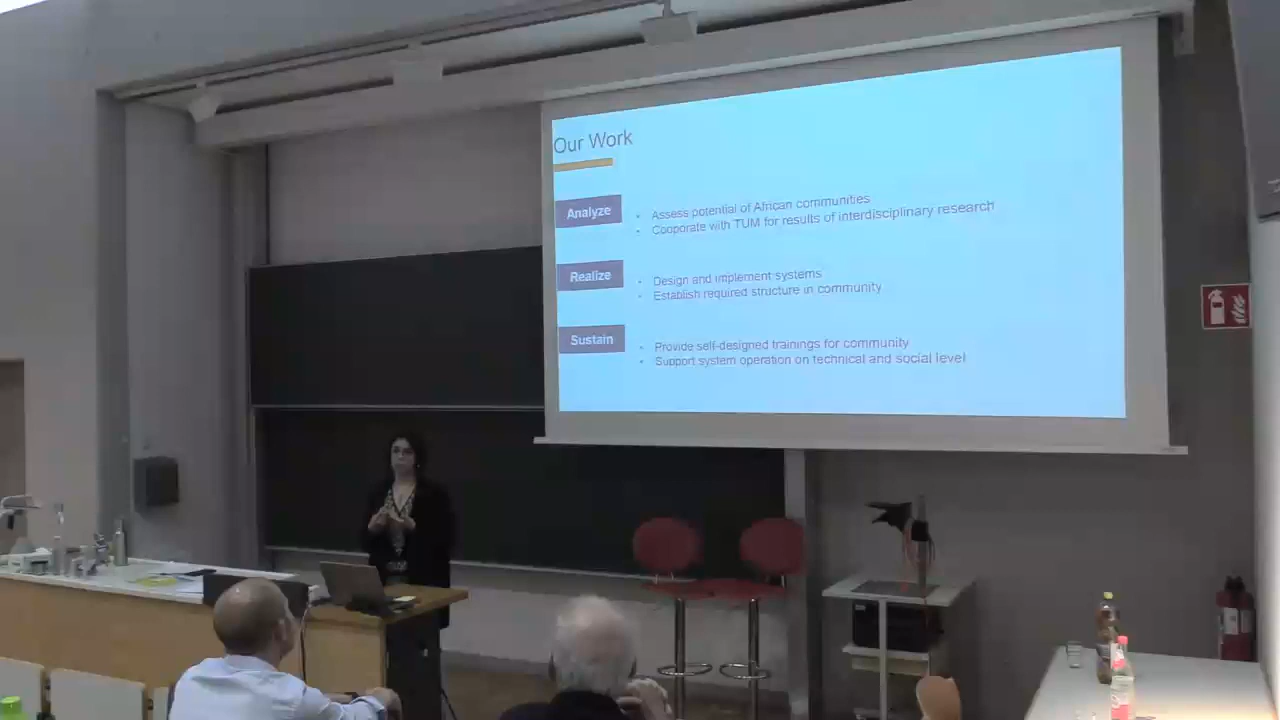 Our Work
Analyze
• Assess potential of African communities
• Cooperate with TUM for results of interdisciplinary research
Realize
• Design and implement systems
• Establish required structure in community
Sustain
• Provide self-designed trainings for community
• Support system operation on technical and social level